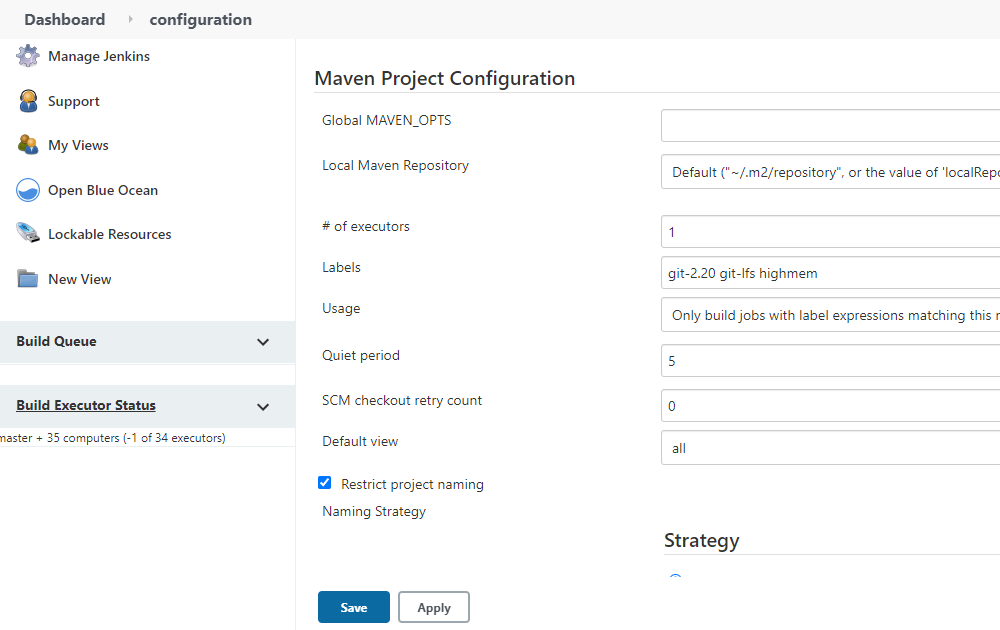 Dashboard configuration
Manage Jenkins
Support
My Views
Open Blue Ocean
Lockable Resources
New View
Build Queue
Build Executor Status
master + 35 computers (-1 of 34 executors)
Maven Project Configuration
Global MAVEN_OPTS
Local Maven Repository
Default ("~/.m2/repository", or the value of 'localRepo
# of executors
1
Labels
git-2.20 git-lfs highmem
Usage
Only build jobs with label expressions matching this
Quiet period
5
SCM checkout retry count
0
Default view
all
Restrict project naming
Naming Strategy
Strategy
Save
Apply